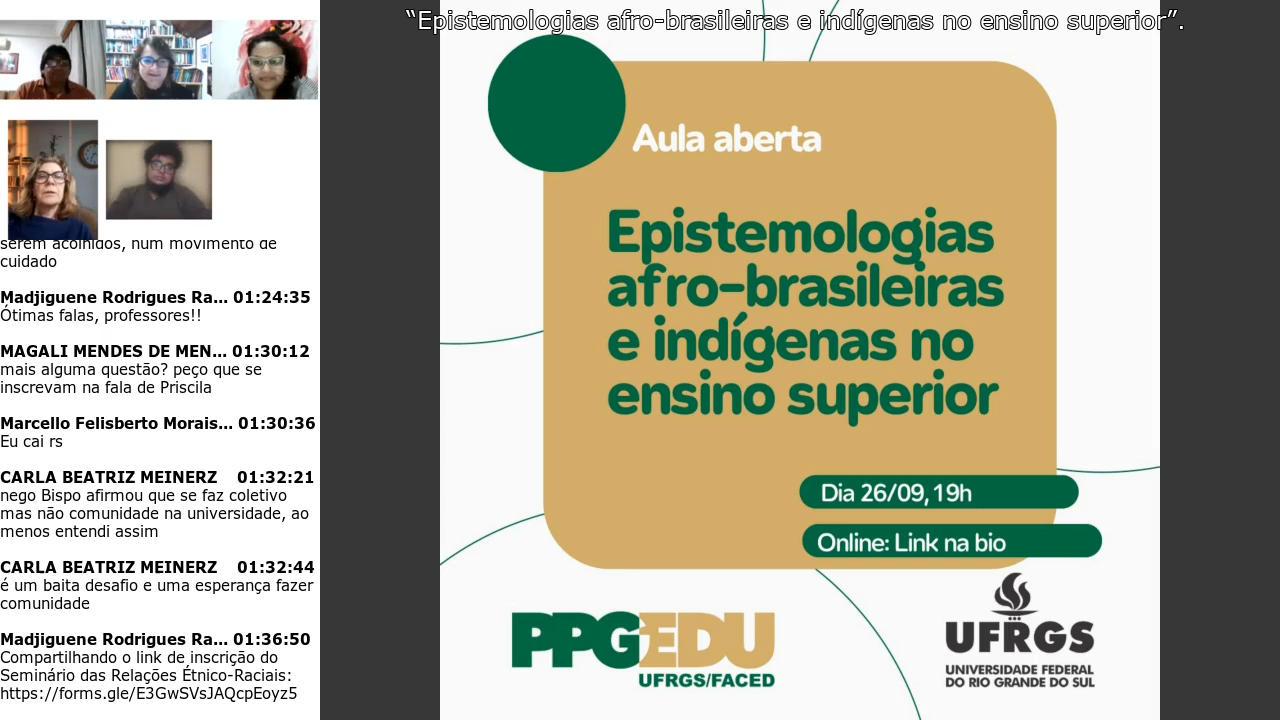 “Epistemologias afro-brasileiras e indígenas no ensino superior”.
serem acolhidos, num movimento de
cuidado
Madjiguene Rodrigues Ra... 01:24:35
Ótimas falas, professores!!
MAGALI MENDES DE MEN... 01:30:12
mais alguma questão? peço que se
inscrevam na fala de Priscila
Marcello Felisberto Morais... 01:30:36
Eu cai rs
CARLA BEATRIZ MEINERZ 01:32:21
nego Bispo afirmou que se faz coletivo
mas não comunidade na universidade, ao
menos entendi assim
CARLA BEATRIZ MEINERZ 01:32:44
é um baita desafio e uma esperança fazer
comunidade
Madjiguene Rodrigues Ra... 01:36:50
Compartilhando o link de inscrição do
Seminário das Relações Étnico-Raciais:
https://forms.gle/E3GwSVsJAQcpEoyz5
Aula aberta
Epistemologias
afro-brasileiras
e indígenas no
ensino superior
Dia 26/09, 19h
Online: Link na bio
PPGEDU
UFRGS/FACED
UFRGS
UNIVERSIDADE FEDERAL
DO RIO GRANDE DO SUL